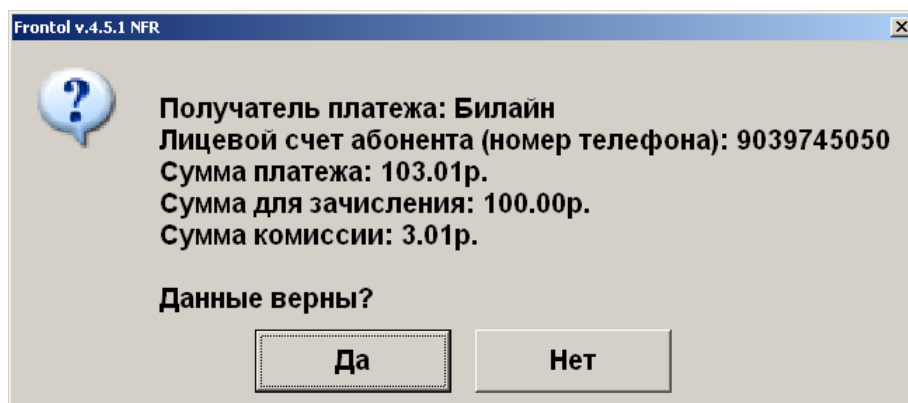 Frontol v.4.5.1 NFR
Получатель платежа: Билайн
Лицевой счет абонента (номер телефона): 9039745050
Сумма платежа: 103.01р.
Сумма для зачисления: 100.00р.
Сумма комиссии: 3.01р.
Данные верны?
Да Нет